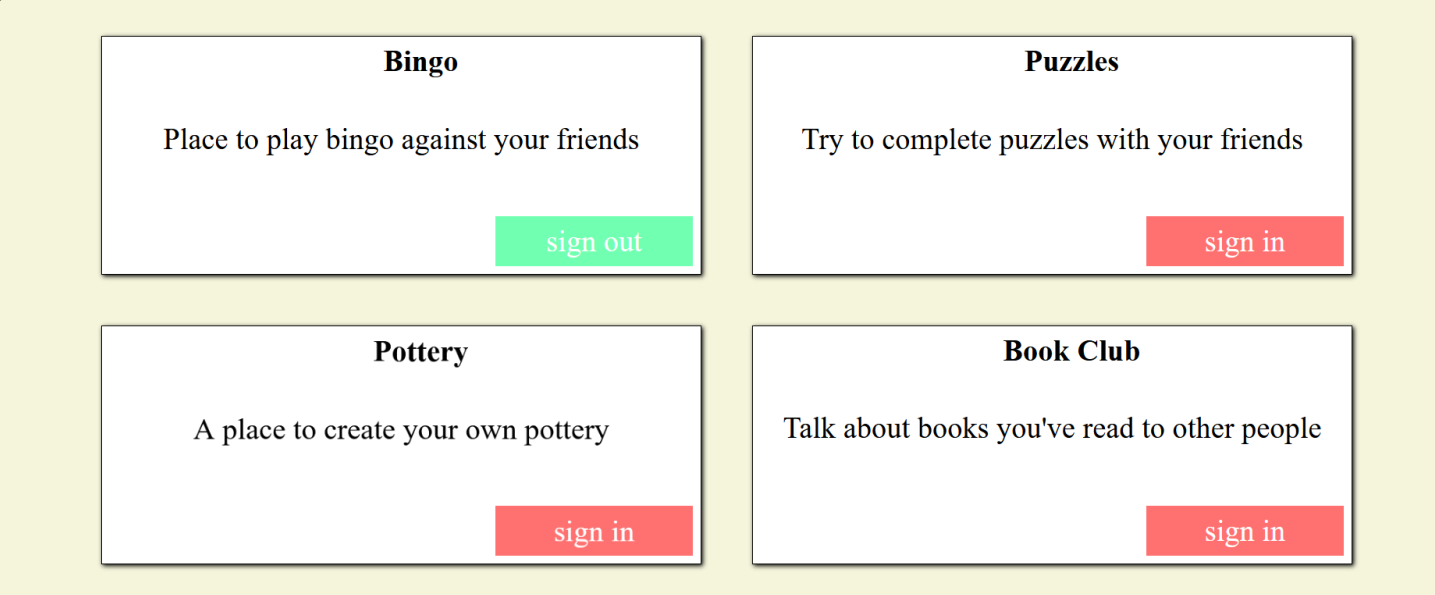 Bingo
Place to play bingo against your friends
sign out
Puzzles
Try to complete puzzles with your friends
sign in
Pottery
A place to create your own pottery
sign in
Book Club
Talk about books you've read to other people
sign in